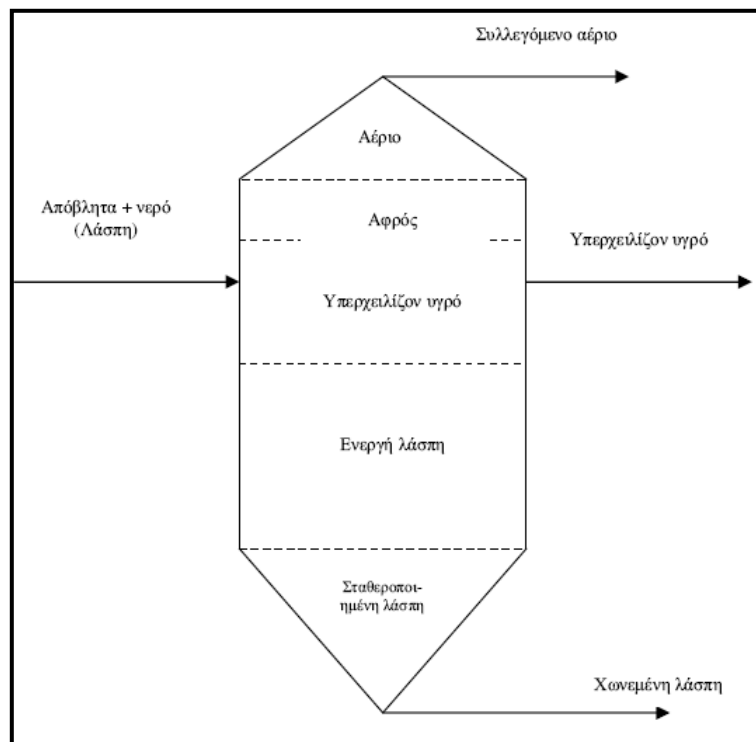 Συλλεγόμενο αέριο
Αέριο
Απόβλητα + νερό
(Λάσπη)
Αφρός
Υπερχειλίζον υγρό
Υπερχειλίζον υγρό
Ενεργή λάσπη
Σταθεροποι-
ημένη λάσπη
Χωνεμένη λάσπη